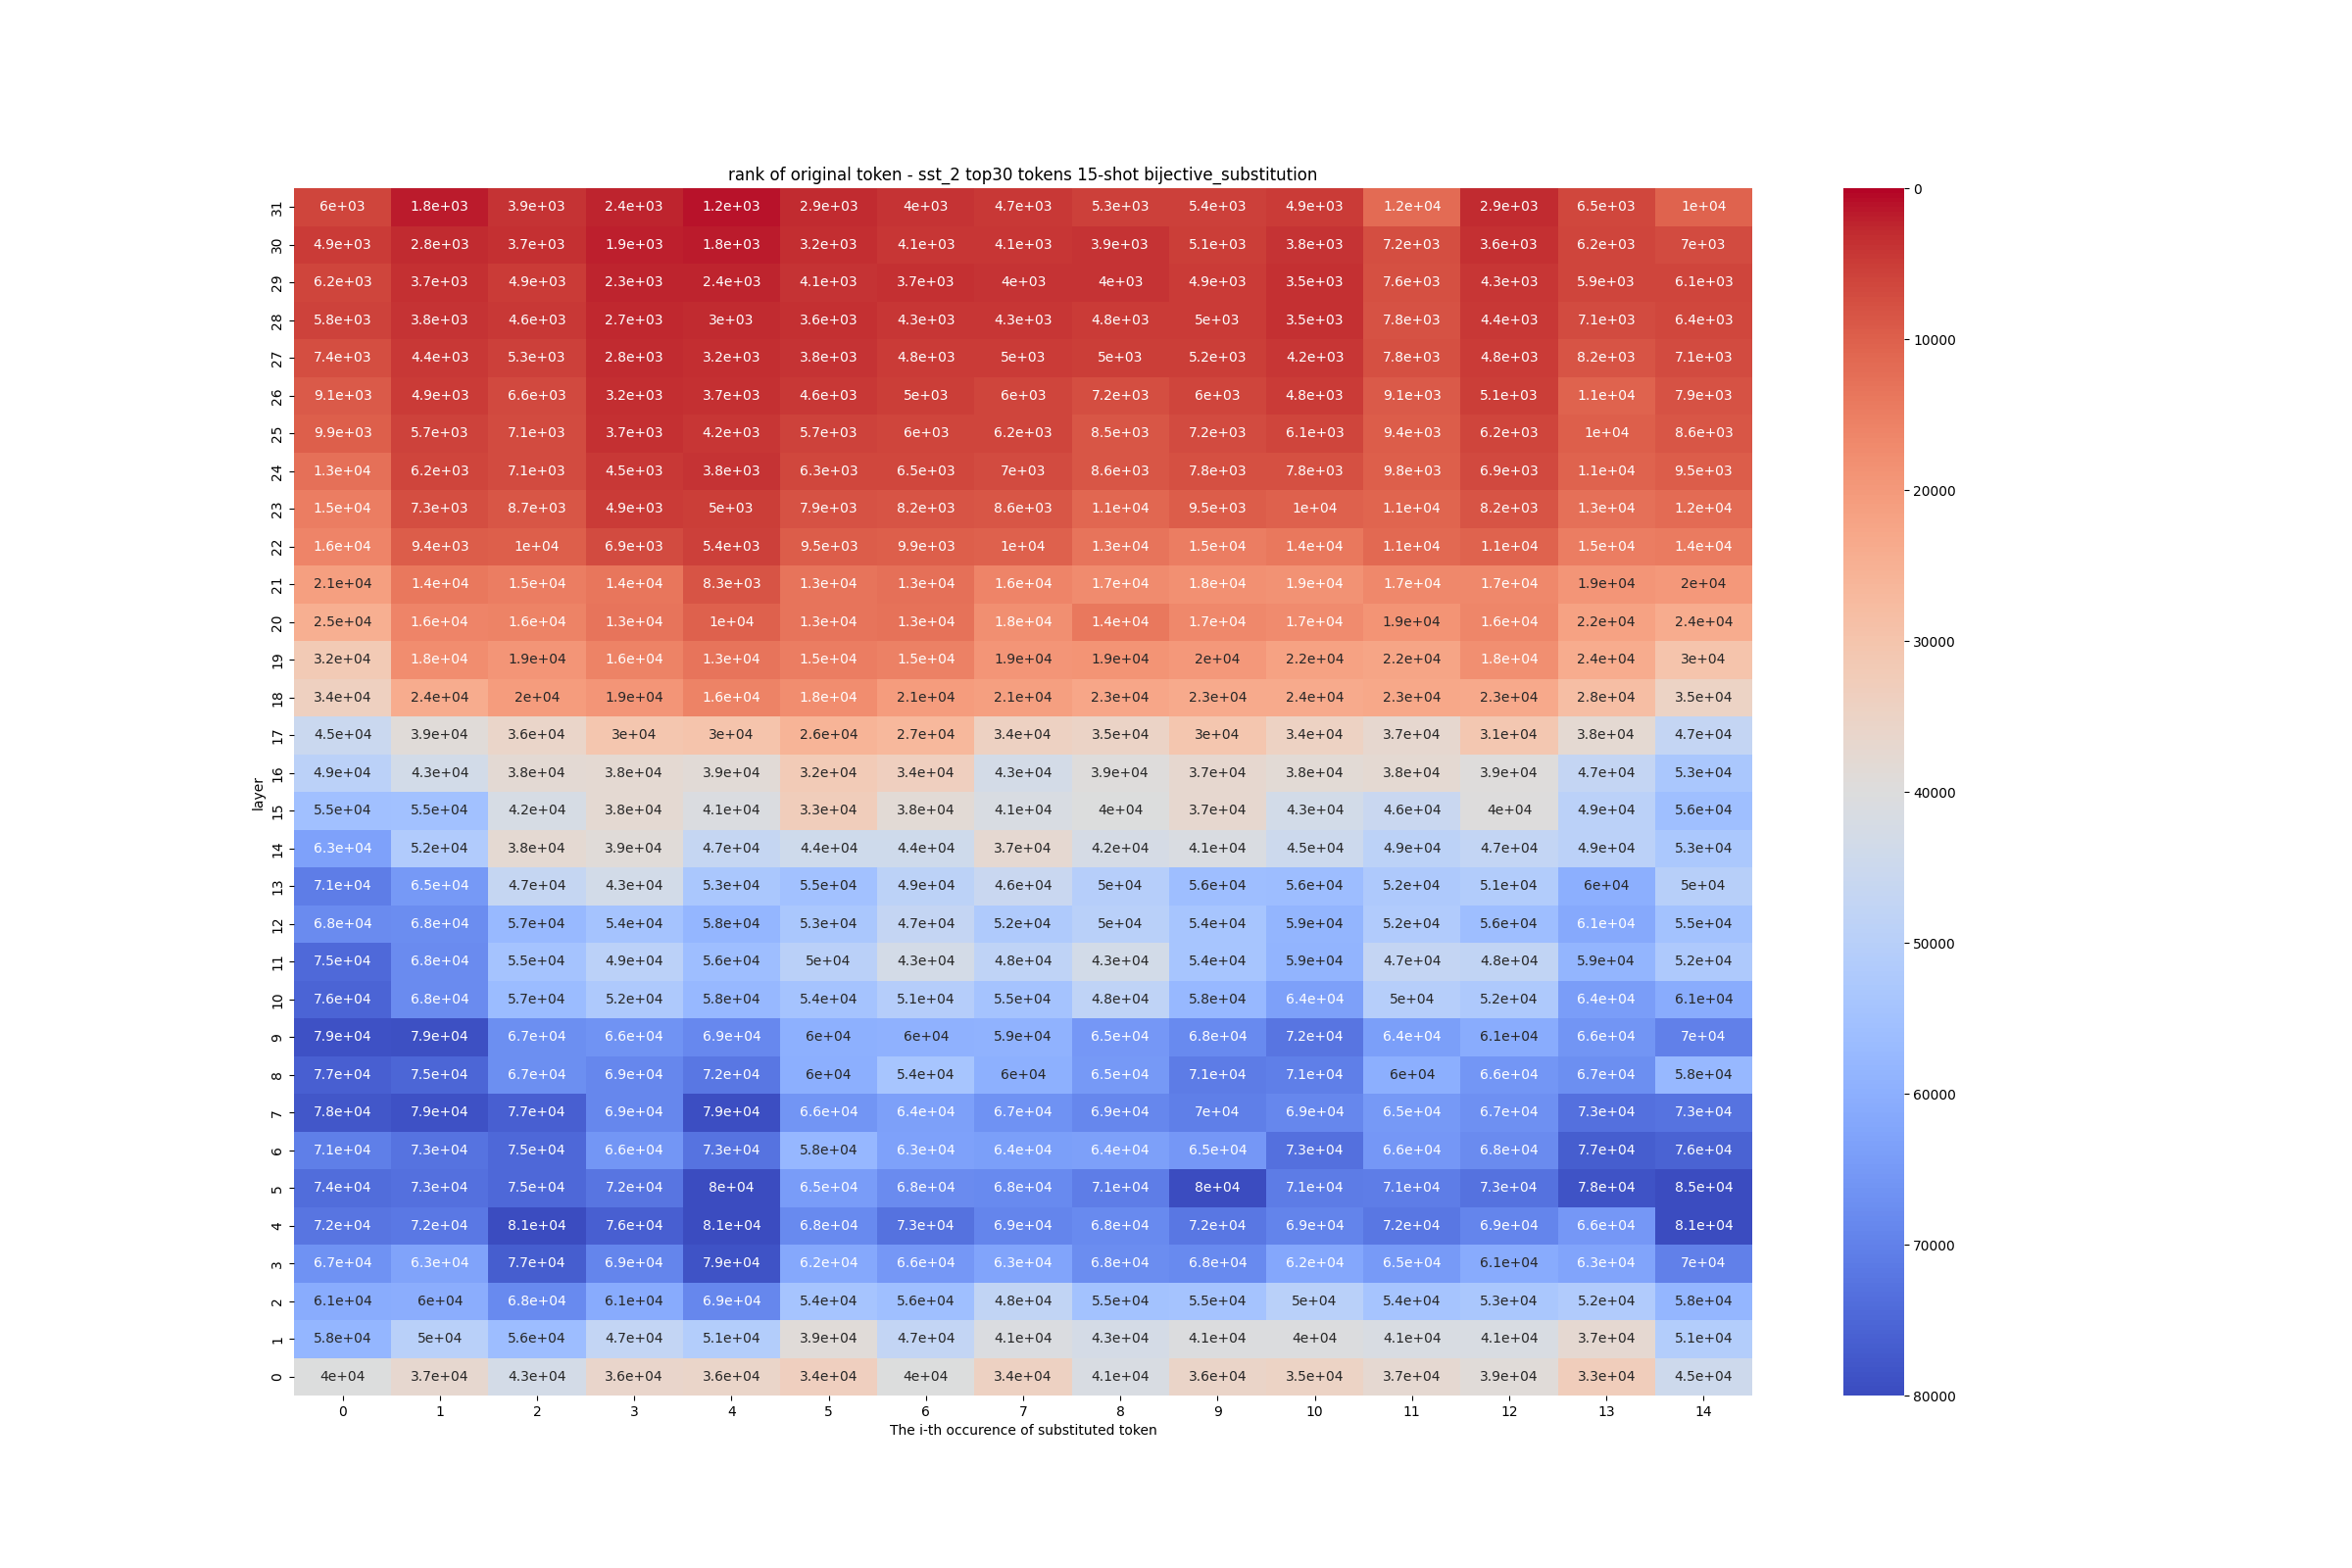 rank of original token - sst_2 top30 tokens 15-shot bijective_substitution
31 6e+03 1.8e+03 3.9e+03 2.4e+03 1.2e+03 2.9e+03 4e+03 4.7e+03 5.3e+03 5.4e+03 4.9e+03 1.2e+04 2.9e+03 6.5e+03 1e+04
30 4.9e+03 2.8e+03 3.7e+03 1.9e+03 1.8e+03 3.2e+03 4.1e+03 4.1e+03 3.9e+03 5.1e+03 3.8e+03 7.2e+03 3.6e+03 6.2e+03 7e+03
29 6.2e+03 3.7e+03 4.9e+03 2.3e+03 2.4e+03 4.1e+03 3.7e+03 4e+03 4e+03 4.9e+03 3.5e+03 7.6e+03 4.3e+03 5.9e+03 6.1e+03
28 5.8e+03 3.8e+03 4.6e+03 2.7e+03 3e+03 3.6e+03 4.3e+03 4.3e+03 4.8e+03 5e+03 3.5e+03 7.8e+03 4.4e+03 7.1e+03 6.4e+03
27 7.4e+03 4.4e+03 5.3e+03 2.8e+03 3.2e+03 3.8e+03 4.8e+03 5e+03 5e+03 5.2e+03 4.2e+03 7.8e+03 4.8e+03 8.2e+03 7.1e+03
26 9.1e+03 4.9e+03 6.6e+03 3.2e+03 3.7e+03 4.6e+03 5e+03 6e+03 7.2e+03 6e+03 4.8e+03 9.1e+03 5.1e+03 1.1e+04 7.9e+03
25 9.9e+03 5.7e+03 7.1e+03 3.7e+03 4.2e+03 5.7e+03 6e+03 6.2e+03 8.5e+03 7.2e+03 6.1e+03 9.4e+03 6.2e+03 1e+04 8.6e+03
24 1.3e+04 6.2e+03 7.1e+03 4.5e+03 3.8e+03 6.3e+03 6.5e+03 7e+03 8.6e+03 7.8e+03 7.8e+03 9.8e+03 6.9e+03 1.1e+04 9.5e+03
23 1.5e+04 7.3e+03 8.7e+03 4.9e+03 5e+03 7.9e+03 8.2e+03 8.6e+03 1.1e+04 9.5e+03 1e+04 1.1e+04 8.2e+03 1.3e+04 1.2e+04
22 1.6e+04 9.4e+03 1e+04 6.9e+03 5.4e+03 9.5e+03 9.9e+03 1e+04 1.3e+04 1.5e+04 1.4e+04 1.1e+04 1.1e+04 1.5e+04 1.4e+04
21 2.1e+04 1.4e+04 1.5e+04 1.4e+04 8.3e+03 1.3e+04 1.3e+04 1.6e+04 1.7e+04 1.8e+04 1.9e+04 1.7e+04 1.7e+04 1.9e+04 2e+04
20 2.5e+04 1.6e+04 1.6e+04 1.3e+04 1e+04 1.3e+04 1.3e+04 1.8e+04 1.4e+04 1.7e+04 1.7e+04 1.9e+04 1.6e+04 2.2e+04 2.4e+04
19 3.2e+04 1.8e+04 1.9e+04 1.6e+04 1.3e+04 1.5e+04 1.5e+04 1.9e+04 1.9e+04 2e+04 2.2e+04 2.2e+04 1.8e+04 2.4e+04 3e+04
18 3.4e+04 2.4e+04 2e+04 1.9e+04 1.6e+04 1.8e+04 2.1e+04 2.1e+04 2.3e+04 2.3e+04 2.4e+04 2.3e+04 2.3e+04 2.8e+04 3.5e+04
17 4.5e+04 3.9e+04 3.6e+04 3e+04 3e+04 2.6e+04 2.7e+04 3.4e+04 3.5e+04 3e+04 3.4e+04 3.7e+04 3.1e+04 3.8e+04 4.7e+04
16 4.9e+04 4.3e+04 3.8e+04 3.8e+04 3.9e+04 3.2e+04 3.4e+04 4.3e+04 3.9e+04 3.7e+04 3.8e+04 3.8e+04 3.9e+04 4.7e+04 5.3e+04
15 5.5e+04 5.5e+04 4.2e+04 3.8e+04 4.1e+04 3.3e+04 3.8e+04 4.1e+04 4e+04 3.7e+04 4.3e+04 4.6e+04 4e+04 4.9e+04 5.6e+04
14 6.3e+04 5.2e+04 3.8e+04 3.9e+04 4.7e+04 4.4e+04 4.4e+04 3.7e+04 4.2e+04 4.1e+04 4.5e+04 4.9e+04 4.7e+04 4.9e+04 5.3e+04
13 7.1e+04 6.5e+04 4.7e+04 4.3e+04 5.3e+04 5.5e+04 4.9e+04 4.6e+04 5e+04 5.6e+04 5.6e+04 5.2e+04 5.1e+04 6e+04 5e+04
12 6.8e+04 6.8e+04 5.7e+04 5.4e+04 5.8e+04 5.3e+04 4.7e+04 5.2e+04 5e+04 5.4e+04 5.9e+04 5.2e+04 5.6e+04 6.1e+04 5.5e+04
11 7.5e+04 6.8e+04 5.5e+04 4.9e+04 5.6e+04 5e+04 4.3e+04 4.8e+04 4.3e+04 5.4e+04 5.9e+04 4.7e+04 4.8e+04 5.9e+04 5.2e+04
10 7.6e+04 6.8e+04 5.7e+04 5.2e+04 5.8e+04 5.4e+04 5.1e+04 5.5e+04 4.8e+04 5.8e+04 6.4e+04 5e+04 5.2e+04 6.4e+04 6.1e+04
9 7.9e+04 7.9e+04 6.7e+04 6.6e+04 6.9e+04 6e+04 6e+04 5.9e+04 6.5e+04 6.8e+04 7.2e+04 6.4e+04 6.1e+04 6.6e+04 7e+04
8 7.7e+04 7.5e+04 6.7e+04 6.9e+04 7.2e+04 6e+04 5.4e+04 6e+04 6.5e+04 7.1e+04 7.1e+04 6e+04 6.6e+04 6.7e+04 5.8e+04
7 7.8e+04 7.9e+04 7.7e+04 6.9e+04 7.9e+04 6.6e+04 6.4e+04 6.7e+04 6.9e+04 7e+04 6.9e+04 6.5e+04 6.7e+04 7.3e+04 7.3e+04
6 7.1e+04 7.3e+04 7.5e+04 6.6e+04 7.3e+04 5.8e+04 6.3e+04 6.4e+04 6.4e+04 6.5e+04 7.3e+04 6.6e+04 6.8e+04 7.7e+04 7.6e+04
5 7.4e+04 7.3e+04 7.5e+04 7.2e+04 8e+04 6.5e+04 6.8e+04 6.8e+04 7.1e+04 8e+04 7.1e+04 7.1e+04 7.3e+04 7.8e+04 8.5e+04
4 7.2e+04 7.2e+04 8.1e+04 7.6e+04 8.1e+04 6.8e+04 7.3e+04 6.9e+04 6.8e+04 7.2e+04 6.9e+04 7.2e+04 6.9e+04 6.6e+04 8.1e+04
3 6.7e+04 6.3e+04 7.7e+04 6.9e+04 7.9e+04 6.2e+04 6.6e+04 6.3e+04 6.8e+04 6.8e+04 6.2e+04 6.5e+04 6.1e+04 6.3e+04 7e+04
2 6.1e+04 6e+04 6.8e+04 6.1e+04 6.9e+04 5.4e+04 5.6e+04 4.8e+04 5.5e+04 5.5e+04 5e+04 5.4e+04 5.3e+04 5.2e+04 5.8e+04
1 5.8e+04 5e+04 5.6e+04 4.7e+04 5.1e+04 3.9e+04 4.7e+04 4.1e+04 4.3e+04 4.1e+04 4e+04 4.1e+04 4.1e+04 3.7e+04 5.1e+04
0 4e+04 3.7e+04 4.3e+04 3.6e+04 3.6e+04 3.4e+04 4e+04 3.4e+04 4.1e+04 3.6e+04 3.5e+04 3.7e+04 3.9e+04 3.3e+04 4.5e+04
0 1 2 3 4 5 6 7 8 9 10 11 12 13 14
The i-th occurence of substituted token
layer
0
10000
20000
30000
40000
50000
60000
70000
80000